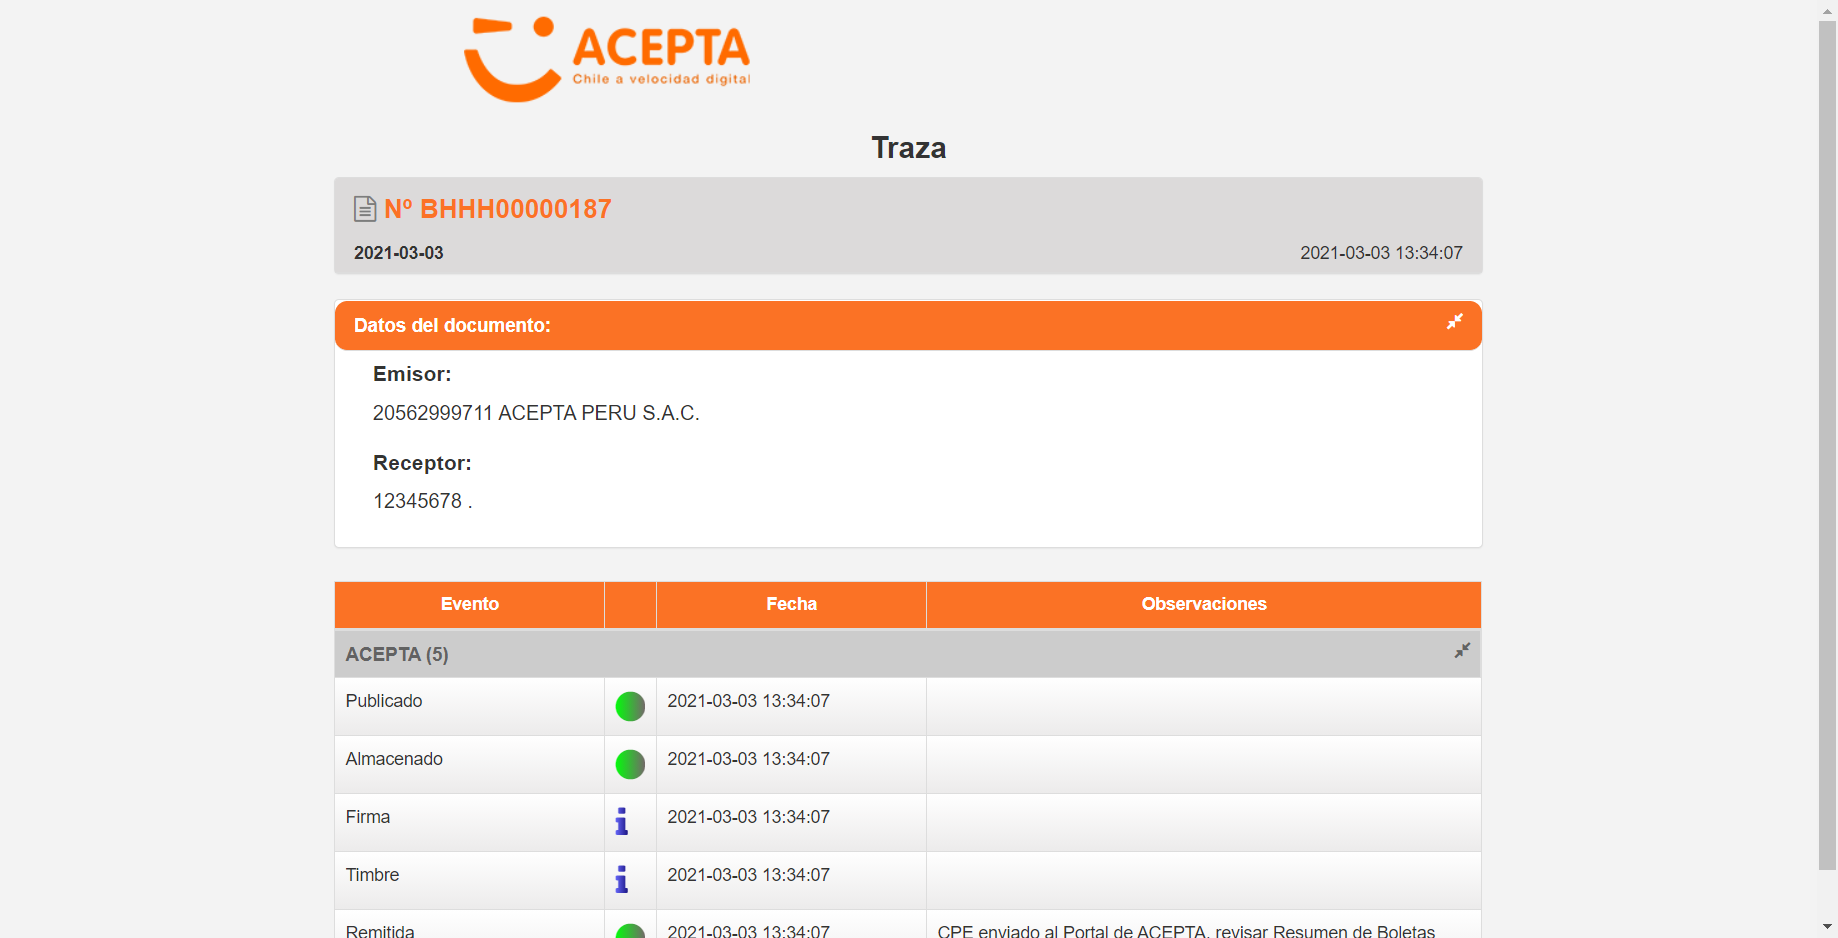 ACEPTA
Chile a velocidad digital
Traza
Nº BHHH00000187
2021-03-03 2021-03-03 13:34:07
Datos del documento:
Emisor:
20562999711 ACEPTA PERU S.A.C.
Receptor:
12345678 .
Evento Fecha Observaciones
ACEPTA (5)
Publicado 2021-03-03 13:34:07
Almacenado 2021-03-03 13:34:07
Firma 2021-03-03 13:34:07
Timbre 2021-03-03 13:34:07
Remitida 2021-03-03 13:34:07 CPE enviado al Portal de ACEPTA, revisar Resumen de Boletas